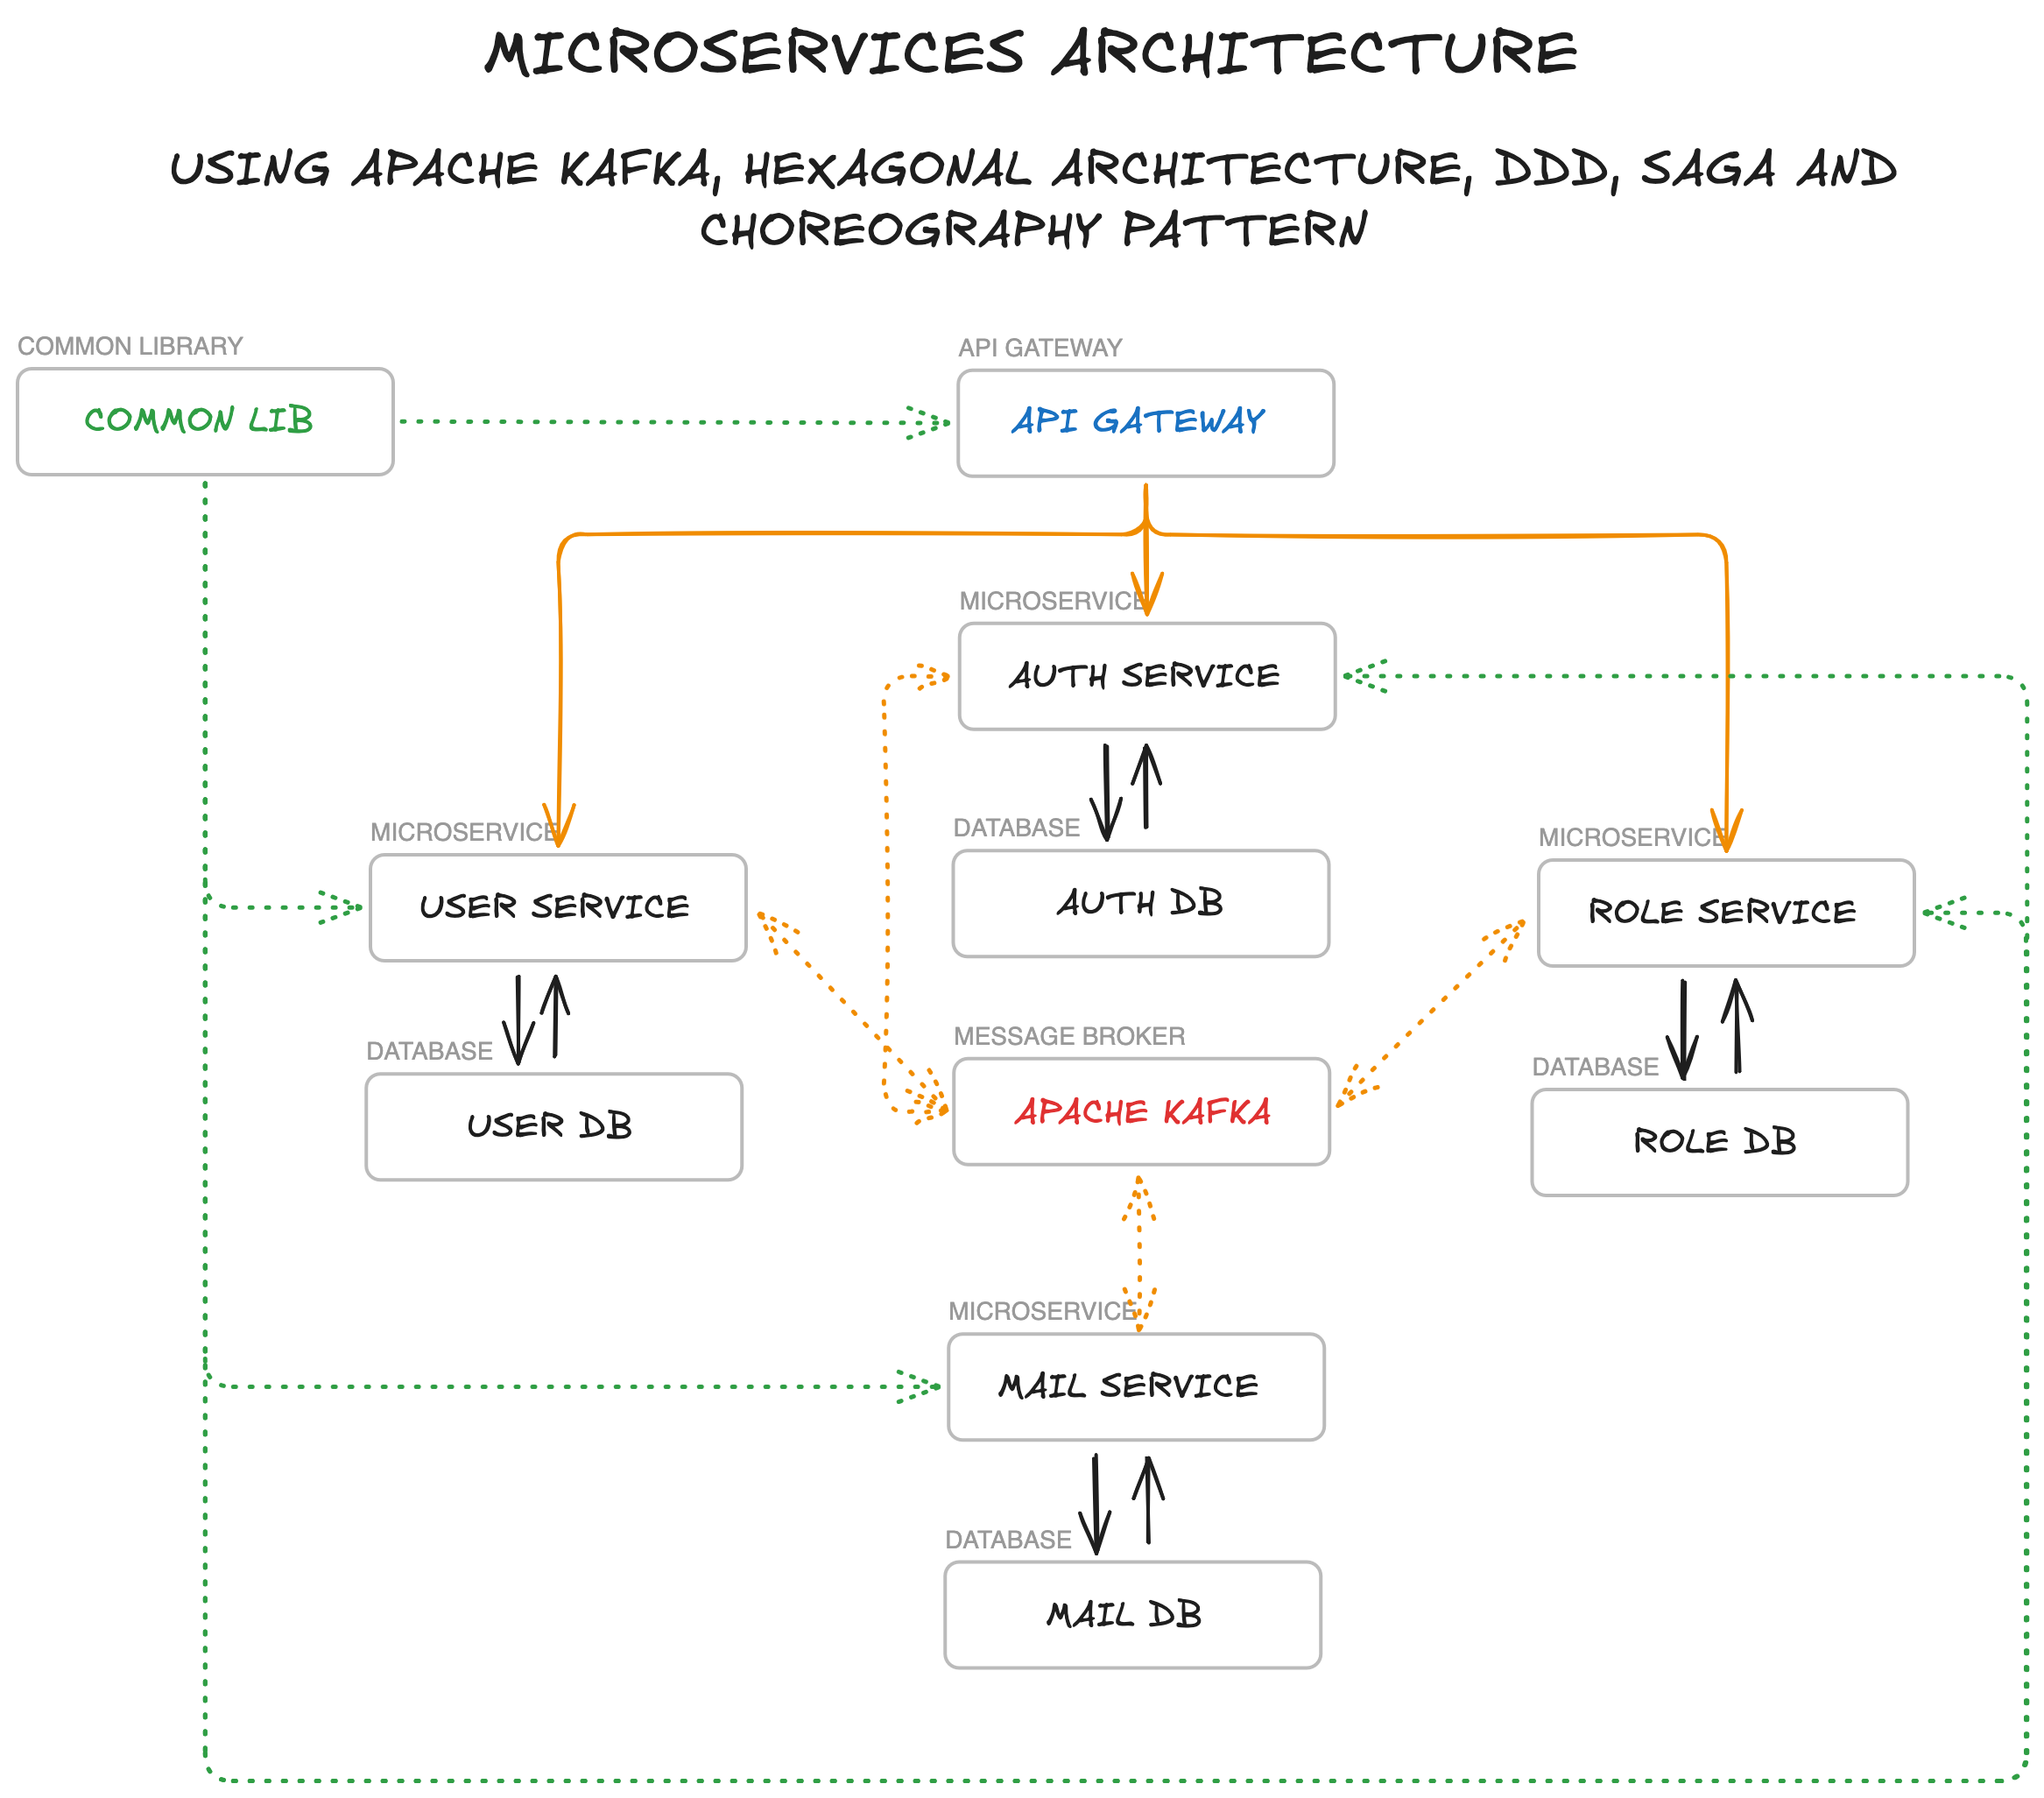 MICROSERVICES ARCHITECTURE
USING APACHE KAFKA, HEXAGONAL ARCHITECTURE, DDD, SAGA AND
CHOREOGRAPHY PATTERN
COMMON LIBRARY
COMMON LIB
API GATEWAY
API GATEWAY
MICROSERVICE
AUTH SERVICE
MICROSERVICE
USER SERVICE
DATABASE
AUTH DB
MICROSERVICE
ROLE SERVICE
DATABASE
USER DB
MESSAGE BROKER
APACHE KAFKA
DATABASE
ROLE DB
MICROSERVICE
MAIL SERVICE
DATABASE
MAIL DB